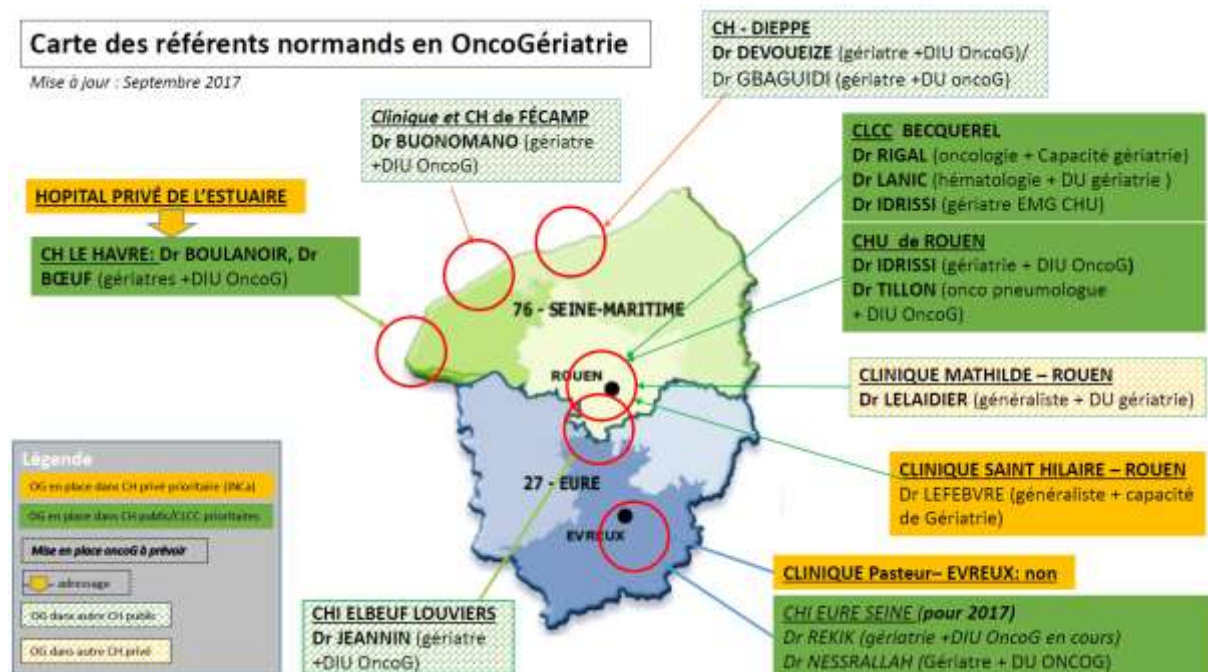 Carte des référents normands en OncoGériatrie
Mise à jour : Septembre 2017
CH - DIEPPE
Dr DEVOUEIZE (gériatre +DIU OncoG)/
Dr GBAGUIDI (gériatre +DU oncoG)
Clinique et CH de FÉCAMP
Dr BUONOMANO (gériatre
+DIU OncoG)
CLCC BECQUEREL
Dr RIGAL (oncologie + Capacité gériatrie)
Dr LANIC (hématologie + DU gériatrie )
Dr IDRISSI (gériatre EMG CHU)
HOPITAL PRIVÉ DE L'ESTUAIRE
CH LE HAVRE: Dr BOULANOIR, Dr
BŒUF (gériatres +DIU OncoG)
CHU de ROUEN
Dr IDRISSI (gériatrie + DIU OncoG)
Dr TILLON (onco pneumologue
+ DIU OncoG)
76 - SEINE-MARITIME
ROUEN
CLINIQUE MATHILDE – ROUEN
Dr LELAIDIER (généraliste + DU gériatrie)
CLINIQUE SAINT HILAIRE – ROUEN
Dr LEFEBVRE (généraliste + capacité
de Gériatrie)
27 - EURE
EVREUX
Légende
OG en place dans CH privé prioritaire (INCa)
OG en place dans CH public/CLCC prioritaires
Mise en place oncoG à prévoir
adressage
OG dans autre CH public
OG dans autre CH privé
CHI ELBEUF LOUVIERS
Dr JEANNIN (gériatre
+DIU OncoG)
CLINIQUE Pasteur– EVREUX: non
CHI EURE SEINE (pour 2017)
Dr REKIK (gériatrie +DIU OncoG en cours)
Dr NESSRALLAH (Gériatre + DU ONCOG)